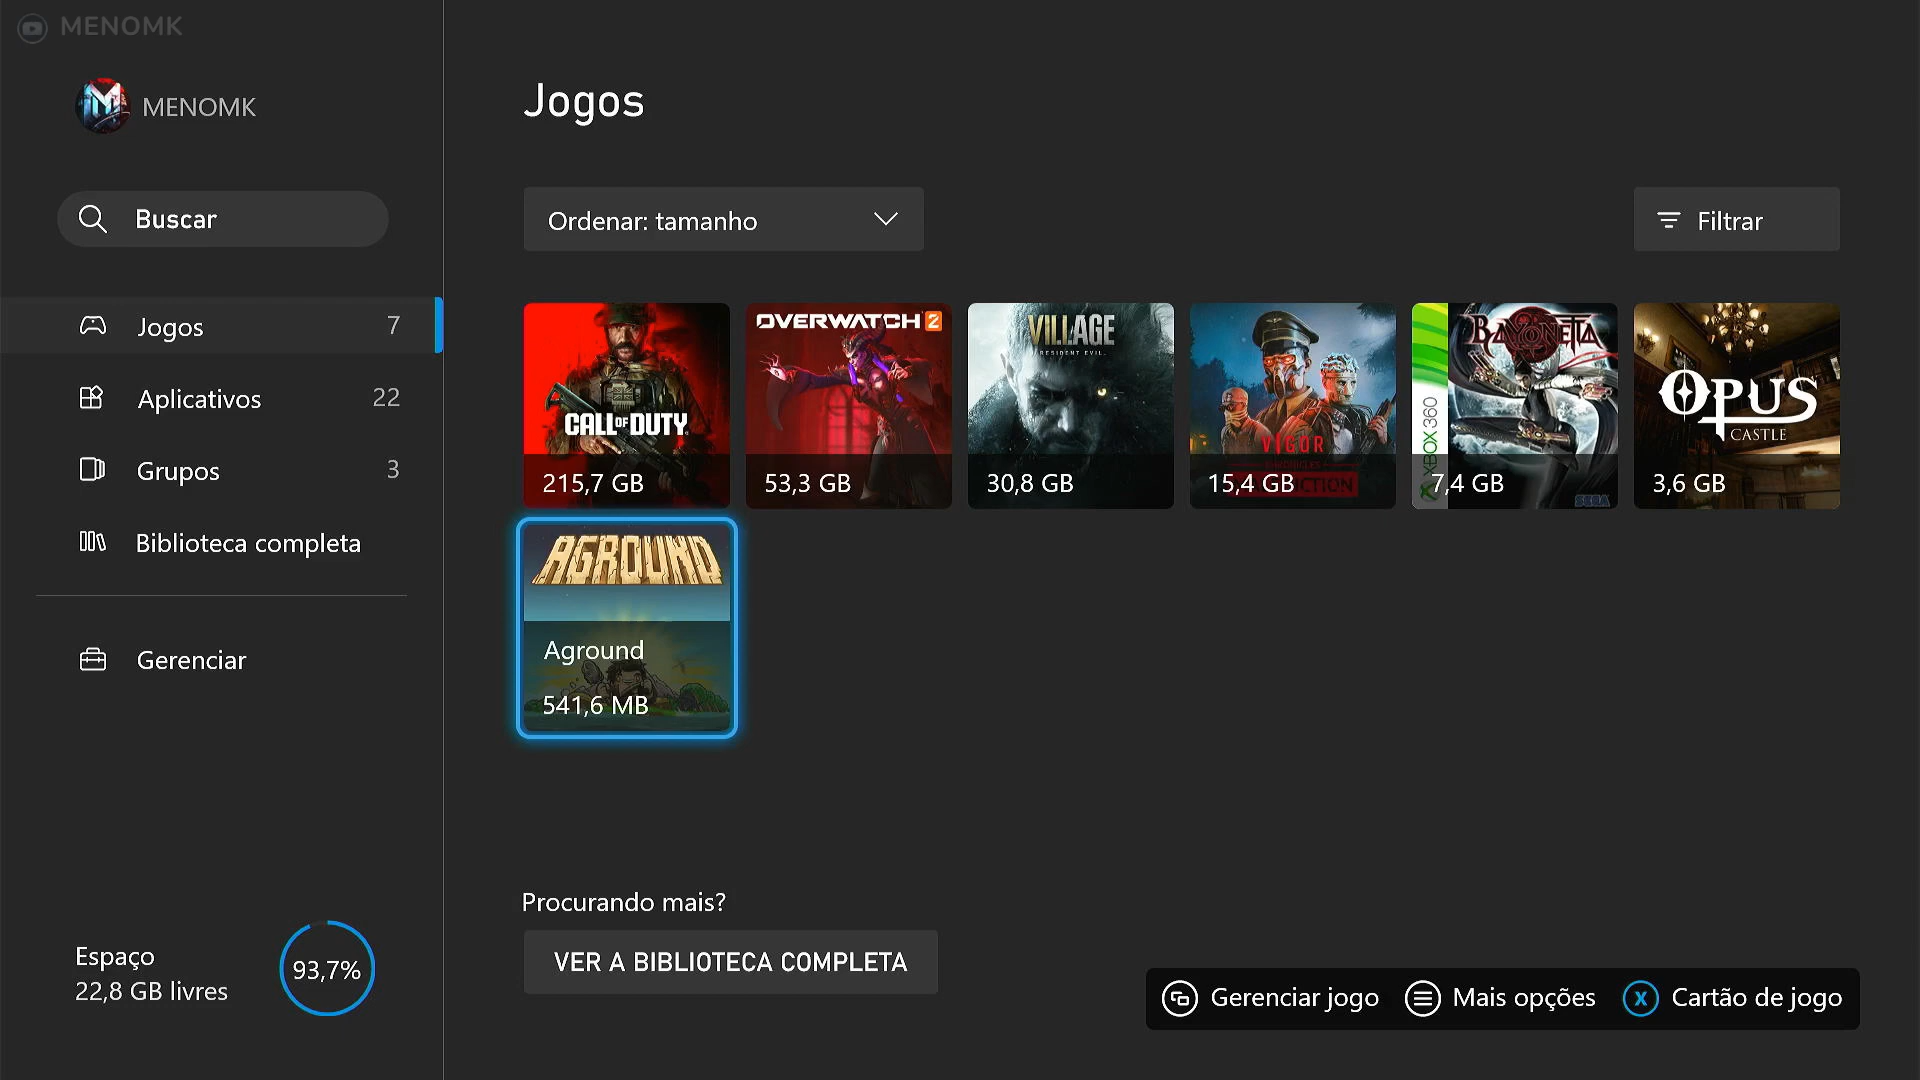 MENOMK
MENOMK
Buscar
Jogos 7
Aplicativos 22
Grupos 3
Biblioteca completa
Gerenciar
Espaço
22,8 GB livres
93,7%
Jogos
Ordenar: tamanho
Filtrar
CALL OF DUTY
215,7 GB
OVERWATCH 2
53,3 GB
VILLAGE
RESIDENT EVIL
30,8 GB
VIGOR
CHRONICLES
15,4 GB
XBOX 360
BAYONETTA
SEGA
7,4 GB
OPUS
CASTLE
3,6 GB
AGROUND
Aground
541,6 MB
Procurando mais?
VER A BIBLIOTECA COMPLETA
Gerenciar jogo
Mais opções
X Cartão de jogo